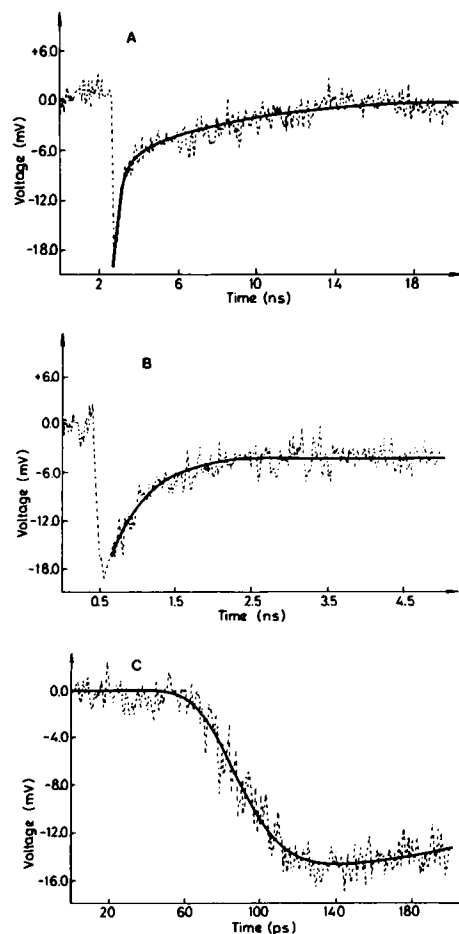 A
+6.0
0.0
-6.0
-12.0
-18.0
Voltage (mV)
2 6 10 14 18
Time (ns)
B
+6.0
0.0
-6.0
-12.0
-18.0
Voltage (mV)
0.5 1.5 2.5 3.5 4.5
Time (ns)
C
0.0
-4.0
-8.0
-12.0
-16.0
Voltage (mV)
20 60 100 140 180
Time (ps)